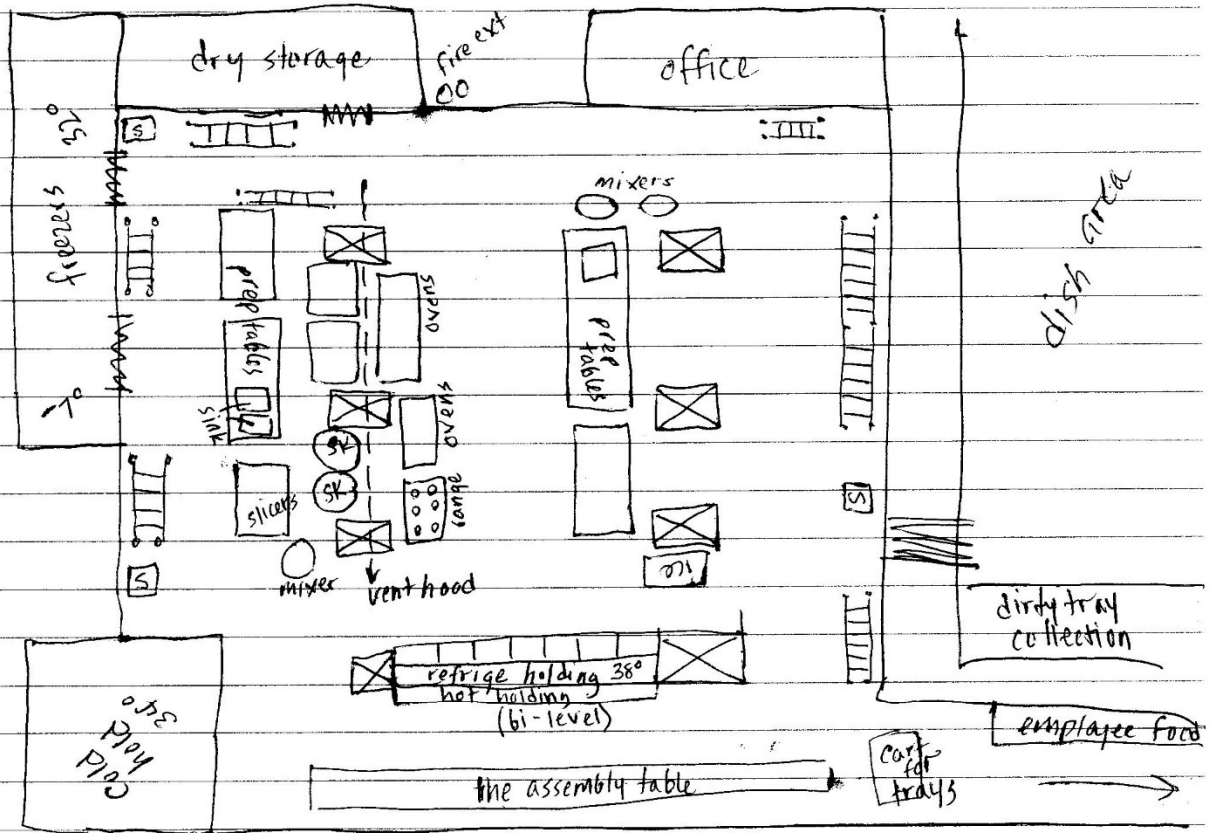 dry storage
fire ext
office
freezers
32°
-7°
S
mixers
dish area
prep tables
sink
ovens
prep
tables
ovens
SK
SK
range
slicers
S
S
mixer
vent hood
ice
dirty tray
collection
refrige holding 38°
hot holding
(bi-level)
employee food
cold hold
34°
the assembly table
cart
for
trays